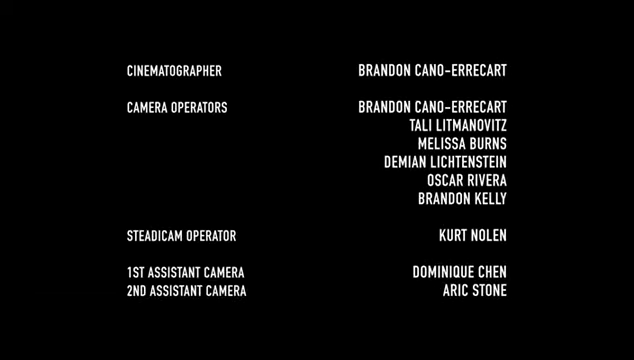 CINEMATOGRAPHER BRANDON CANO-ERRECART
CAMERA OPERATORS BRANDON CANO-ERRECART
TALI LITMANOVITZ
MELISSA BURNS
DEMIAN LICHTENSTEIN
OSCAR RIVERA
BRANDON KELLY
STEADICAM OPERATOR KURT NOLEN
1ST ASSISTANT CAMERA DOMINIQUE CHEN
2ND ASSISTANT CAMERA ARIC STONE